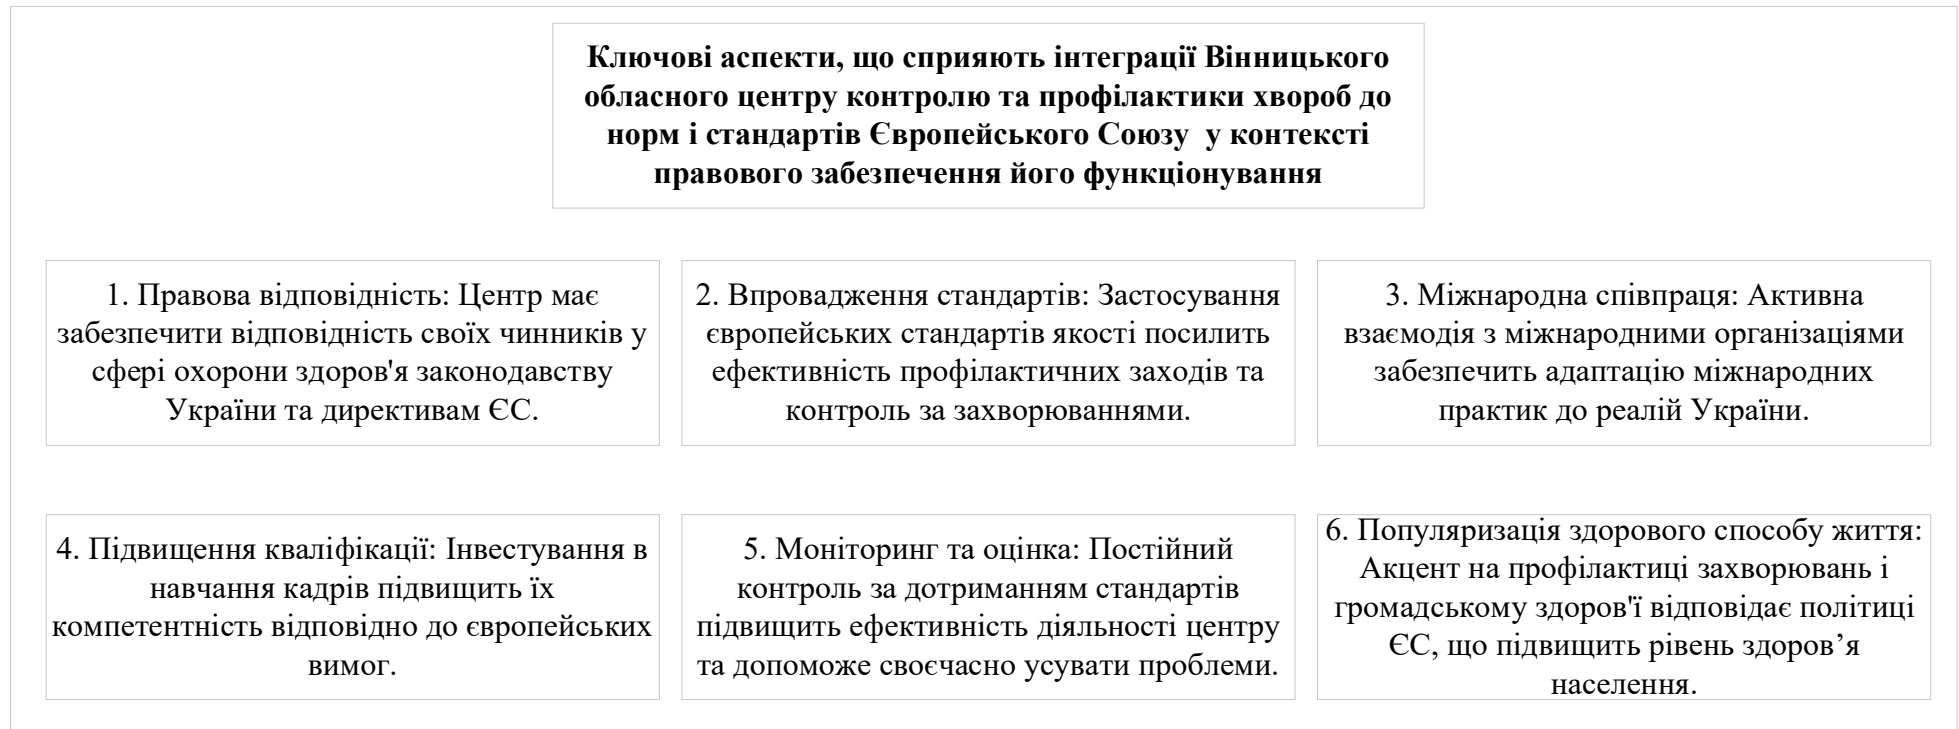 Ключові аспекти, що сприяють інтеграції Вінницького
обласного центру контролю та профілактики хвороб до
норм і стандартів Європейського Союзу  у контексті
правового забезпечення його функціонування
1. Правова відповідність: Центр має
забезпечити відповідність своїх чинників у
сфері охорони здоров'я законодавству
України та директивам ЄС.
2. Впровадження стандартів: Застосування
європейських стандартів якості посилить
ефективність профілактичних заходів та
контроль за захворюваннями.
3. Міжнародна співпраця: Активна
взаємодія з міжнародними організаціями
забезпечить адаптацію міжнародних
практик до реалій України.
4. Підвищення кваліфікації: Інвестування в
навчання кадрів підвищить їх
компетентність відповідно до європейських
вимог.
5. Моніторинг та оцінка: Постійний
контроль за дотриманням стандартів
підвищить ефективність діяльності центру
та допоможе своєчасно усувати проблеми.
6. Популяризація здорового способу життя:
Акцент на профілактиці захворювань і
громадському здоров'ї відповідає політиці
ЄС, що підвищить рівень здоров’я
населення.